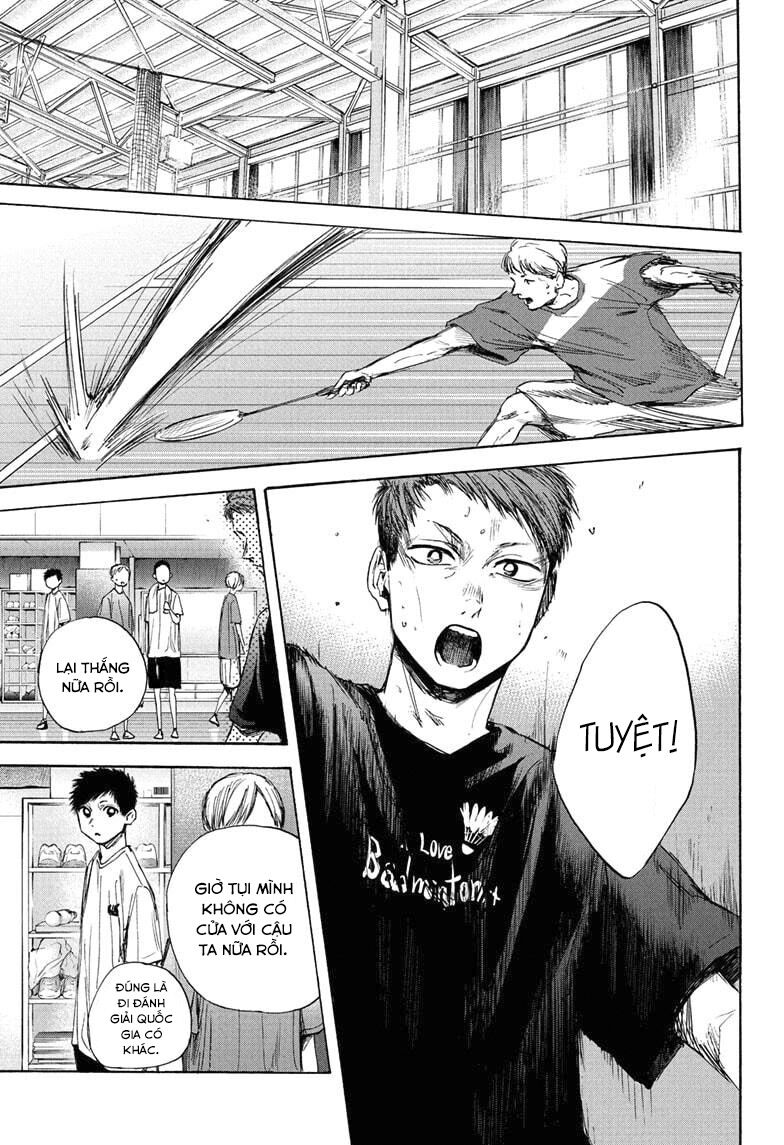 TUYỆT!
I LOVE
Badminton
LẠI THẮNG
NỮA RỒI.
GIỜ TỤI MÌNH
KHÔNG CÓ
CỬA VỚI CẬU
TA NỮA RỒI.
ĐÚNG LÀ
ĐI ĐÁNH
GIẢI QUỐC
GIA CÓ
KHÁC.